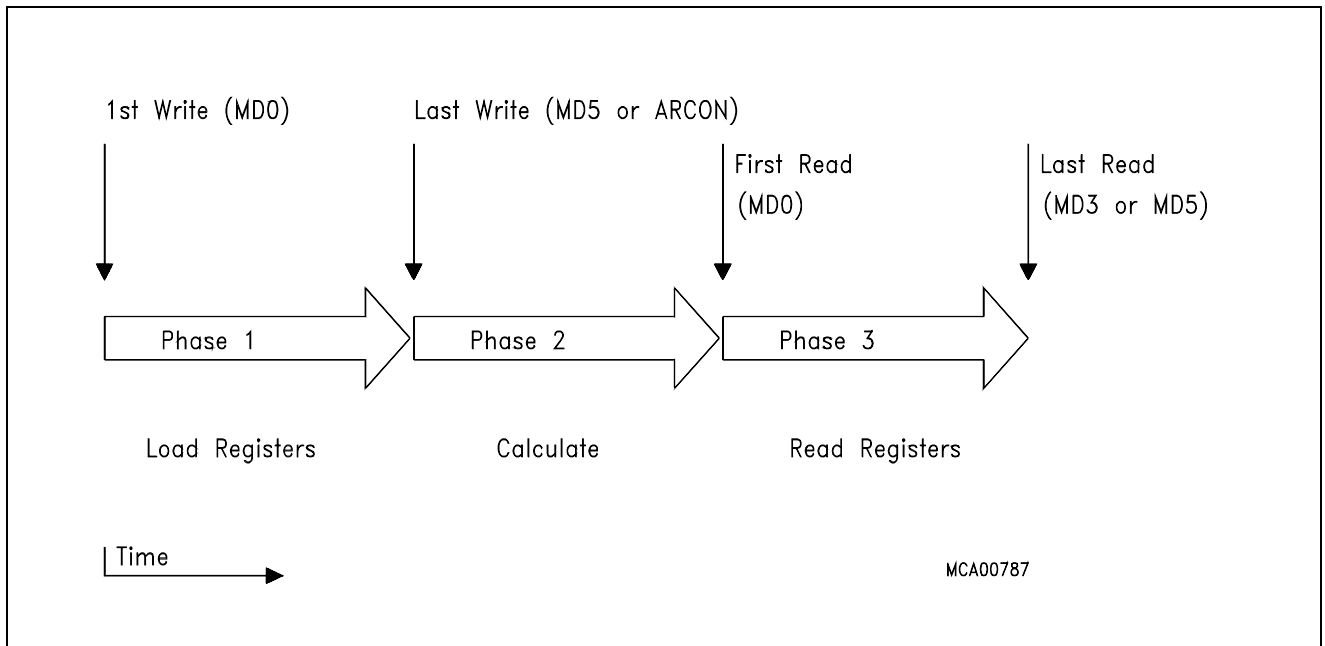 1st Write (MD0)
Last Write (MD5 or ARCON)
First Read
(MD0)
Last Read
(MD3 or MD5)
Phase 1
Phase 2
Phase 3
Load Registers
Calculate
Read Registers
Time
MCA00787